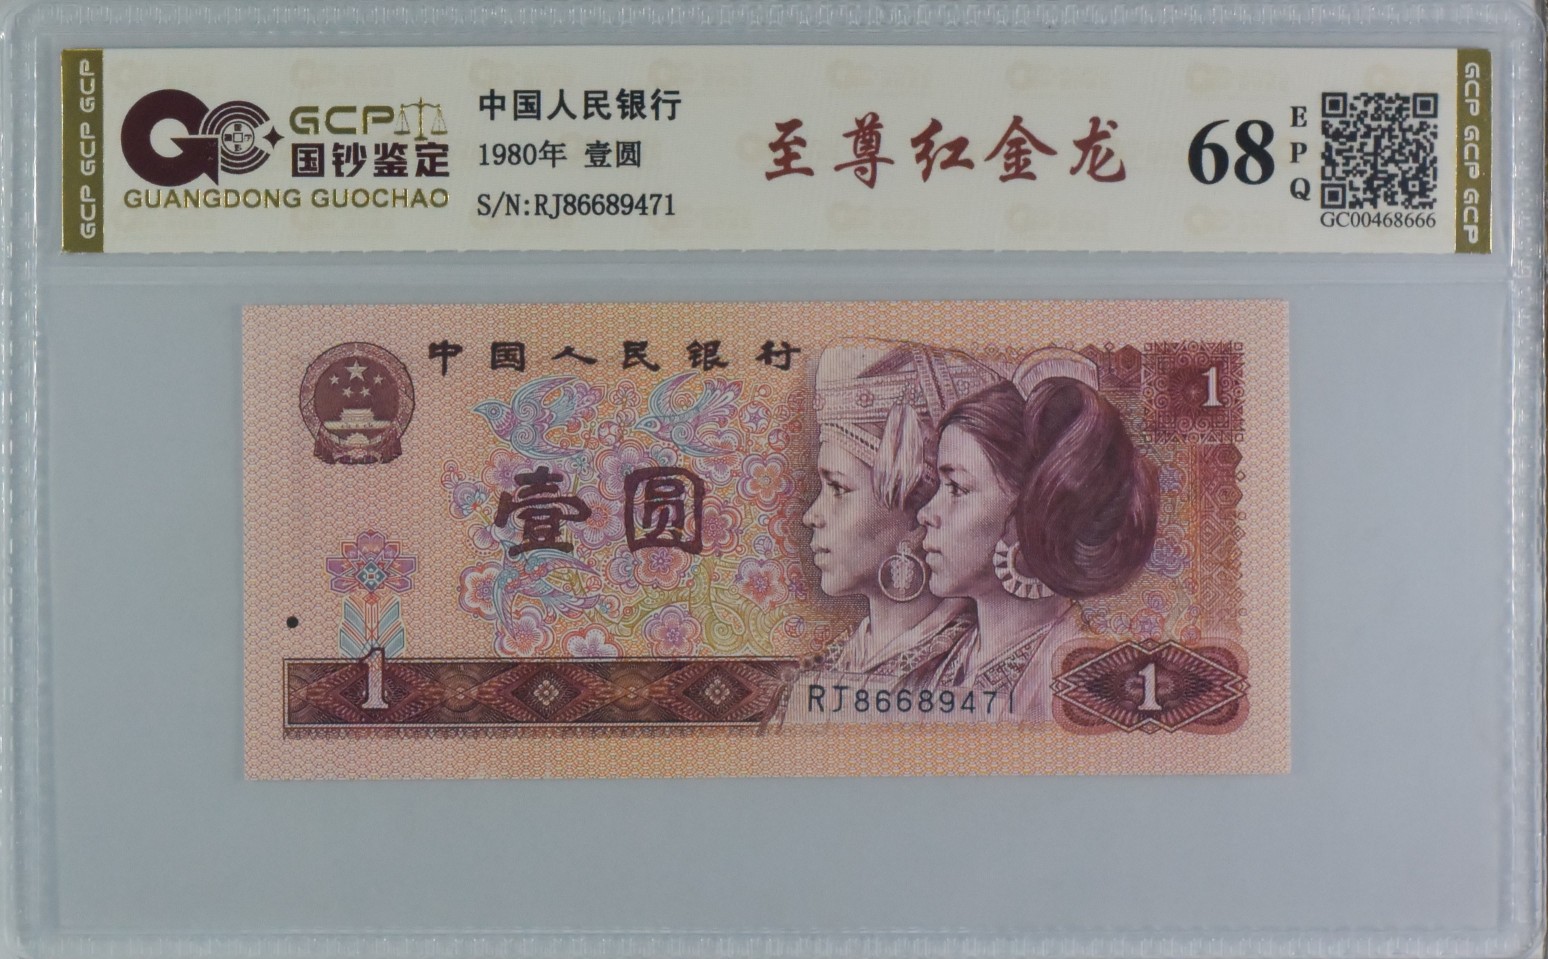 GCP GCP GCP
GCP
国钞鉴定
GUANGDONG GUOCHAO
中国人民银行
1980年 壹圆
S/N:RJ86689471
至尊红金龙
68
EPQ
GC00468666
GCP GCP GCP
中国人民银行
1
壹圆
1
RJ86689471
1